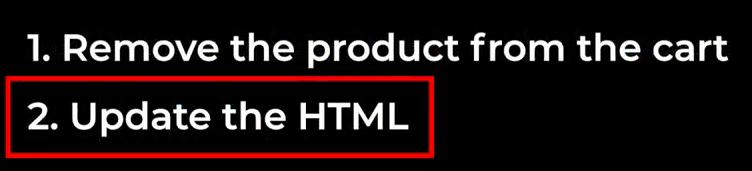 1. Remove the product from the cart
2. Update the HTML